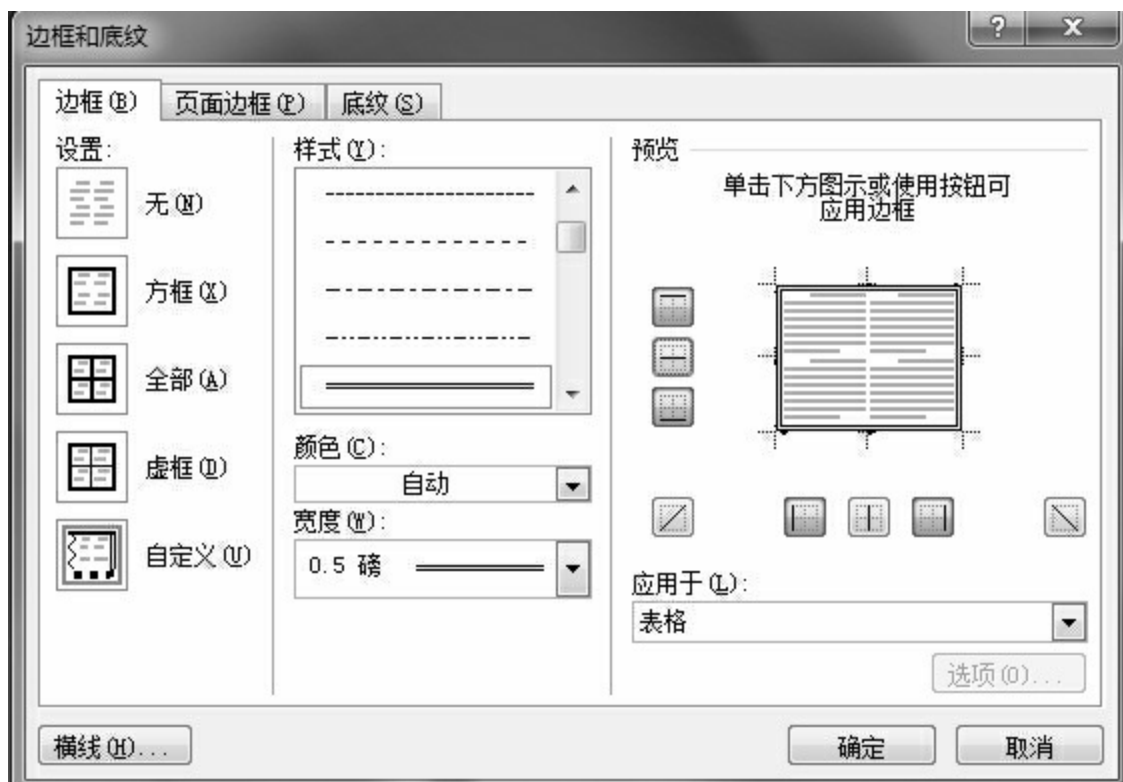 边框和底纹
? X
边框(B) 页面边框(P) 底纹(S)
设置:
无(N)
方框(X)
全部(A)
虚框(D)
自定义(U)
样式(Y):
颜色(C):
自动
宽度(W):
0.5 磅
预览
单击下方图示或使用按钮可
应用边框
应用于(L):
表格
选项(O)...
横线(H)...
确定
取消